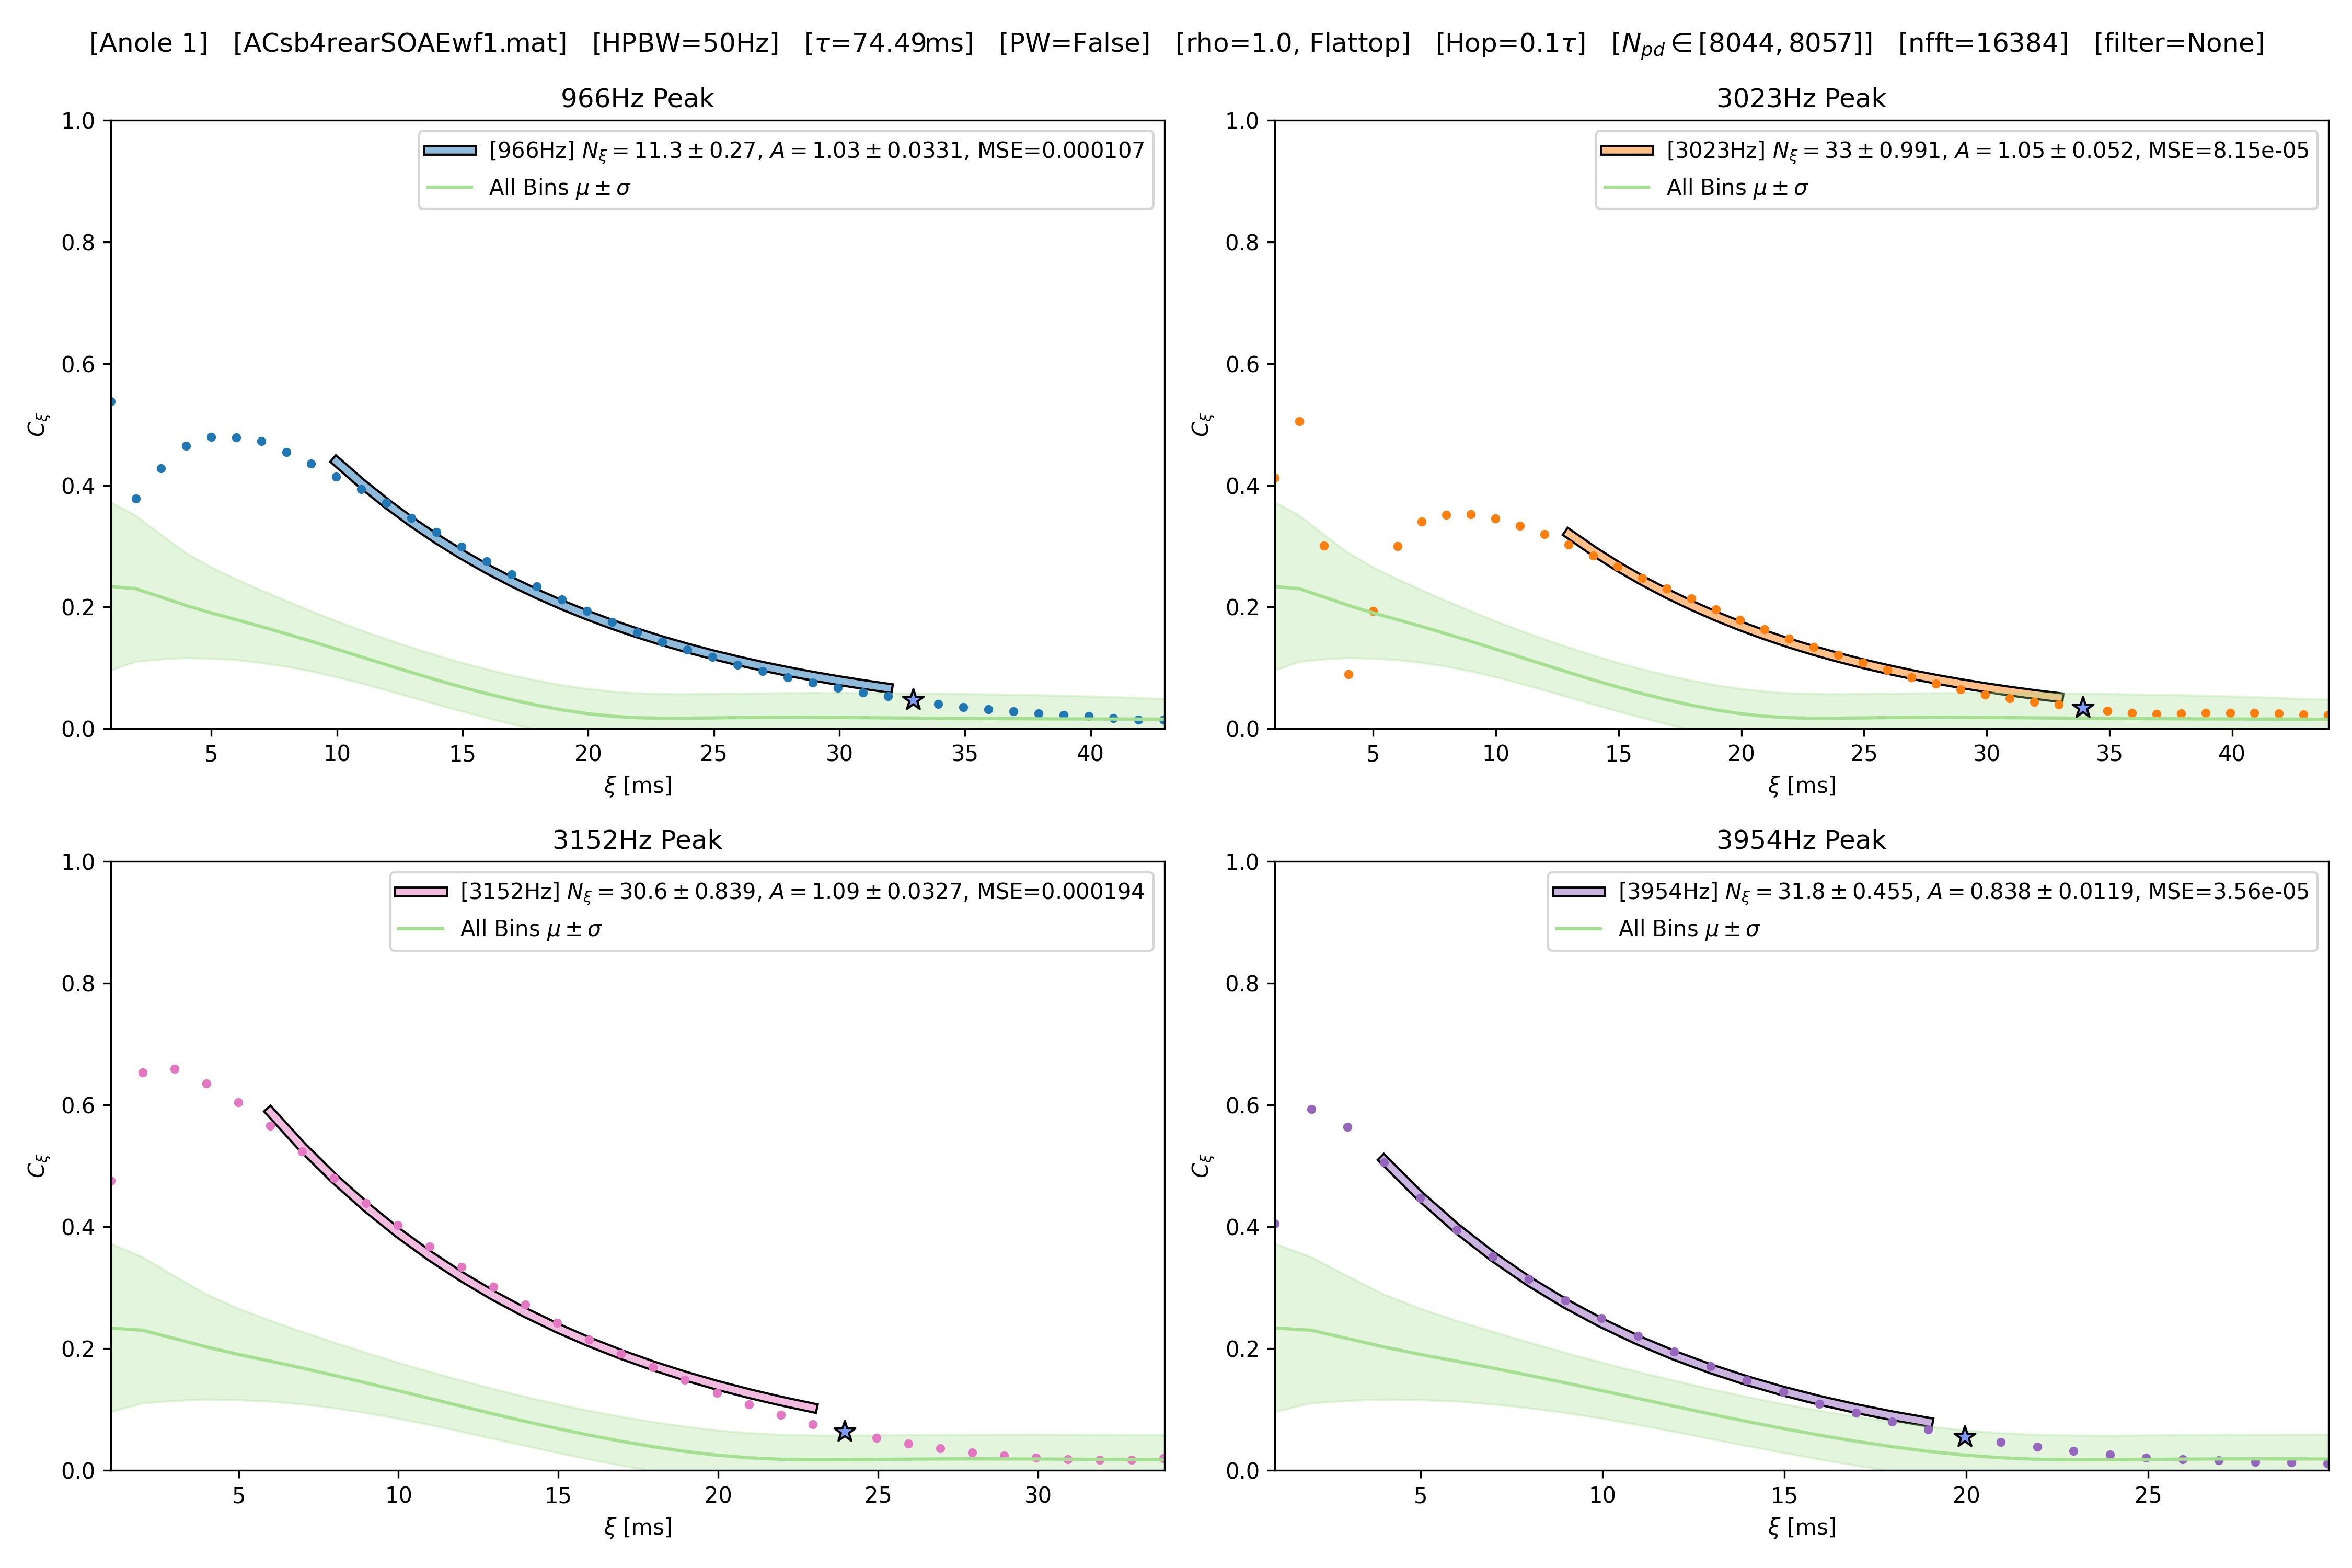 [Anole 1] [ACsb4rearSOAEwf1.mat] [HPBW=50Hz] [τ=74.49ms] [PW=False] [rho=1.0, Flattop] [Hop=0.1τ] [N_pd ∈ [8044, 8057]] [nfft=16384] [filter=None]
966Hz Peak
[966Hz] N_ξ = 11.3 ± 0.27, A = 1.03 ± 0.0331, MSE=0.000107
All Bins μ ± σ
1.0
0.8
0.6
0.4
0.2
0.0
C_ξ
5 10 15 20 25 30 35 40
ξ [ms]
3023Hz Peak
[3023Hz] N_ξ = 33 ± 0.991, A = 1.05 ± 0.052, MSE=8.15e-05
All Bins μ ± σ
1.0
0.8
0.6
0.4
0.2
0.0
C_ξ
5 10 15 20 25 30 35 40
ξ [ms]
3152Hz Peak
[3152Hz] N_ξ = 30.6 ± 0.839, A = 1.09 ± 0.0327, MSE=0.000194
All Bins μ ± σ
1.0
0.8
0.6
0.4
0.2
0.0
C_ξ
5 10 15 20 25 30
ξ [ms]
3954Hz Peak
[3954Hz] N_ξ = 31.8 ± 0.455, A = 0.838 ± 0.0119, MSE=3.56e-05
All Bins μ ± σ
1.0
0.8
0.6
0.4
0.2
0.0
C_ξ
5 10 15 20 25
ξ [ms]